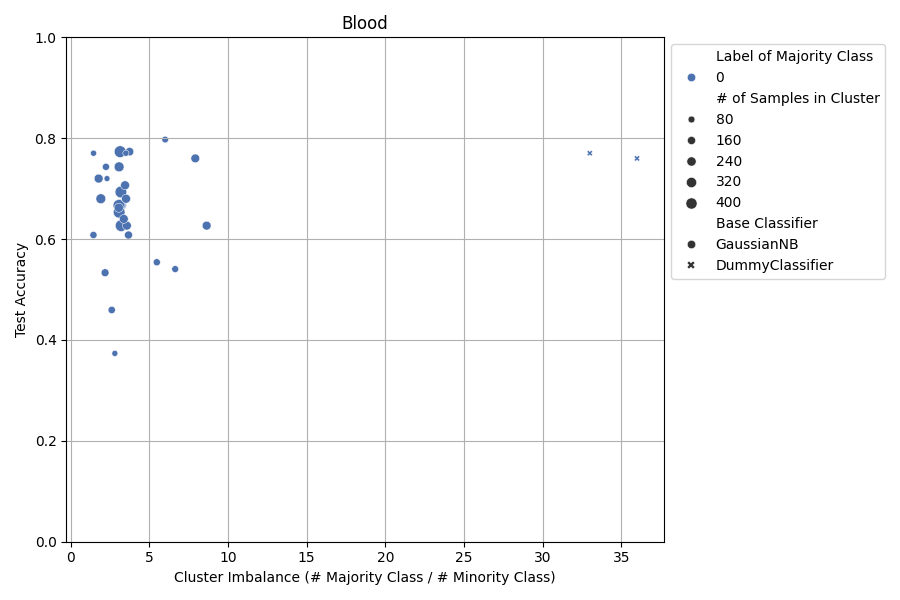 Blood
1.0
0.8
0.6
0.4
0.2
0.0
Test Accuracy
0 5 10 15 20 25 30 35
Cluster Imbalance (# Majority Class / # Minority Class)
Label of Majority Class
0
# of Samples in Cluster
80
160
240
320
400
Base Classifier
GaussianNB
DummyClassifier